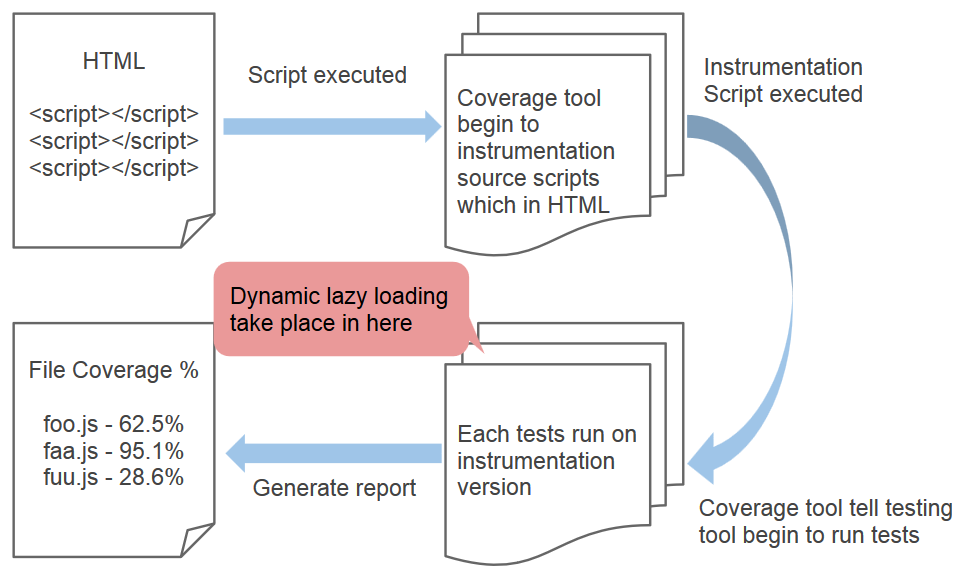 HTML
<script></script>
<script></script>
<script></script>
Script executed
Coverage tool
begin to
instrumentation
source scripts
which in HTML
Instrumentation
Script executed
Dynamic lazy loading
take place in here
File Coverage %
foo.js - 62.5%
faa.js - 95.1%
fuu.js - 28.6%
Generate report
Each tests run on
instrumentation
version
Coverage tool tell testing
tool begin to run tests